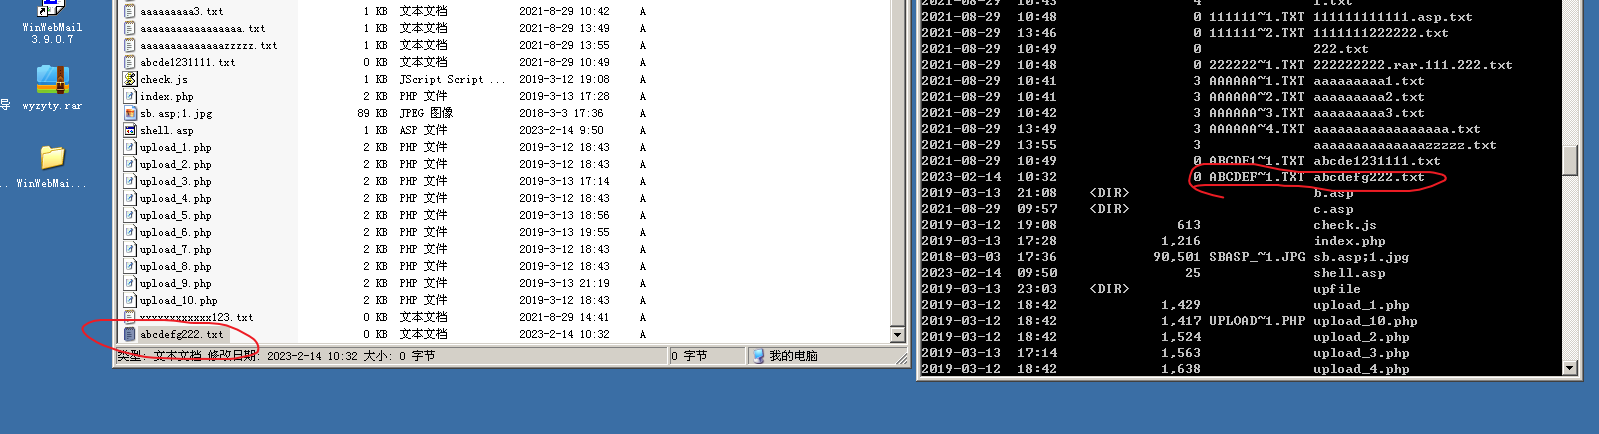 WinWebMail
3.9.0.7
导
wyzyty.rar
..
WinWebMai...
aaaaaaaaa3.txt 1 KB 文本文档 2021-8-29 10:42 A
aaaaaaaaaaaaaaaaa.txt 1 KB 文本文档 2021-8-29 13:49 A
aaaaaaaaaaaaaazzzzz.txt 1 KB 文本文档 2021-8-29 13:55 A
abcde1231111.txt 0 KB 文本文档 2021-8-29 10:49 A
check.js 1 KB JScript Script ... 2019-3-12 19:08 A
index.php 2 KB PHP 文件 2019-3-13 17:28 A
sb.asp;1.jpg 89 KB JPEG 图像 2018-3-3 17:36 A
shell.asp 1 KB ASP 文件 2023-2-14 9:50 A
upload_1.php 2 KB PHP 文件 2019-3-12 18:43 A
upload_2.php 2 KB PHP 文件 2019-3-12 18:43 A
upload_3.php 2 KB PHP 文件 2019-3-13 17:14 A
upload_4.php 2 KB PHP 文件 2019-3-12 18:43 A
upload_5.php 2 KB PHP 文件 2019-3-12 18:56 A
upload_6.php 2 KB PHP 文件 2019-3-12 19:55 A
upload_7.php 2 KB PHP 文件 2019-3-12 18:43 A
upload_8.php 2 KB PHP 文件 2019-3-12 18:43 A
upload_9.php 2 KB PHP 文件 2019-3-13 21:19 A
upload_10.php 2 KB PHP 文件 2019-3-12 18:43 A
xxxxxxxxxxxx123.txt 0 KB 文本文档 2021-8-29 14:41 A
abcdefg222.txt 0 KB 文本文档 2023-2-14 10:32 A
类型: 文本文档 修改日期: 2023-2-14 10:32 大小: 0 字节 0 字节 我的电脑
2021-08-29 10:43 4 1.txt
2021-08-29 10:48 0 111111~1.TXT 111111111111.asp.txt
2021-08-29 13:46 0 111111~2.TXT 1111111222222.txt
2021-08-29 10:49 0 222.txt
2021-08-29 10:48 0 222222~1.TXT 222222222.rar.111.222.txt
2021-08-29 10:41 3 AAAAAA~1.TXT aaaaaaaaa1.txt
2021-08-29 10:41 3 AAAAAA~2.TXT aaaaaaaaa2.txt
2021-08-29 10:42 3 AAAAAA~3.TXT aaaaaaaaa3.txt
2021-08-29 13:49 3 AAAAAA~4.TXT aaaaaaaaaaaaaaaaa.txt
2021-08-29 13:55 3 aaaaaaaaaaaaaazzzzz.txt
2021-08-29 10:49 0 ABCDE1~1.TXT abcde1231111.txt
2023-02-14 10:32 0 ABCDEF~1.TXT abcdefg222.txt
2019-03-13 21:08 <DIR> b.asp
2021-08-29 09:57 <DIR> c.asp
2019-03-12 19:08 613 check.js
2019-03-13 17:28 1,216 index.php
2018-03-03 17:36 90,501 SBASP_~1.JPG sb.asp;1.jpg
2023-02-14 09:50 25 shell.asp
2019-03-13 23:03 <DIR> upfile
2019-03-12 18:42 1,429 upload_1.php
2019-03-12 18:42 1,417 UPLOAD~1.PHP upload_10.php
2019-03-12 18:42 1,524 upload_2.php
2019-03-13 17:14 1,563 upload_3.php
2019-03-12 18:42 1,638 upload_4.php